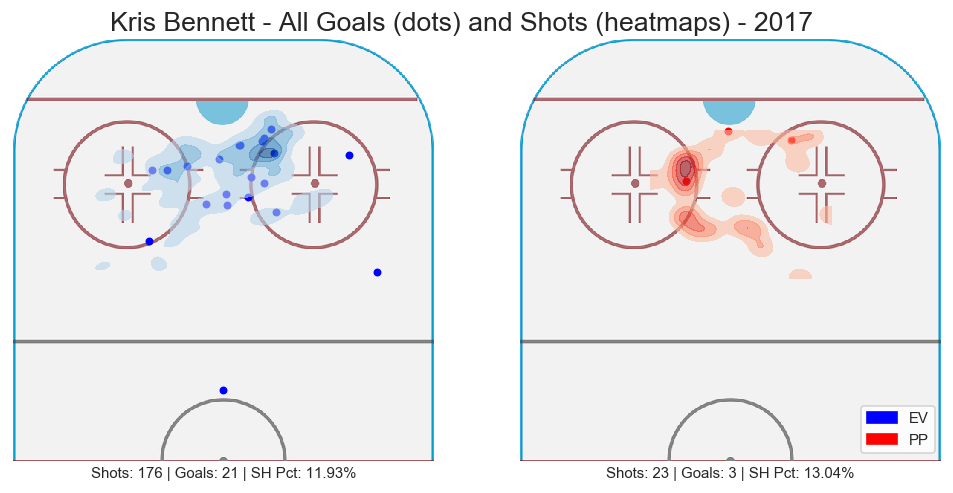 Kris Bennett - All Goals (dots) and Shots (heatmaps) - 2017
EV
PP
Shots: 176 | Goals: 21 | SH Pct: 11.93%
Shots: 23 | Goals: 3 | SH Pct: 13.04%